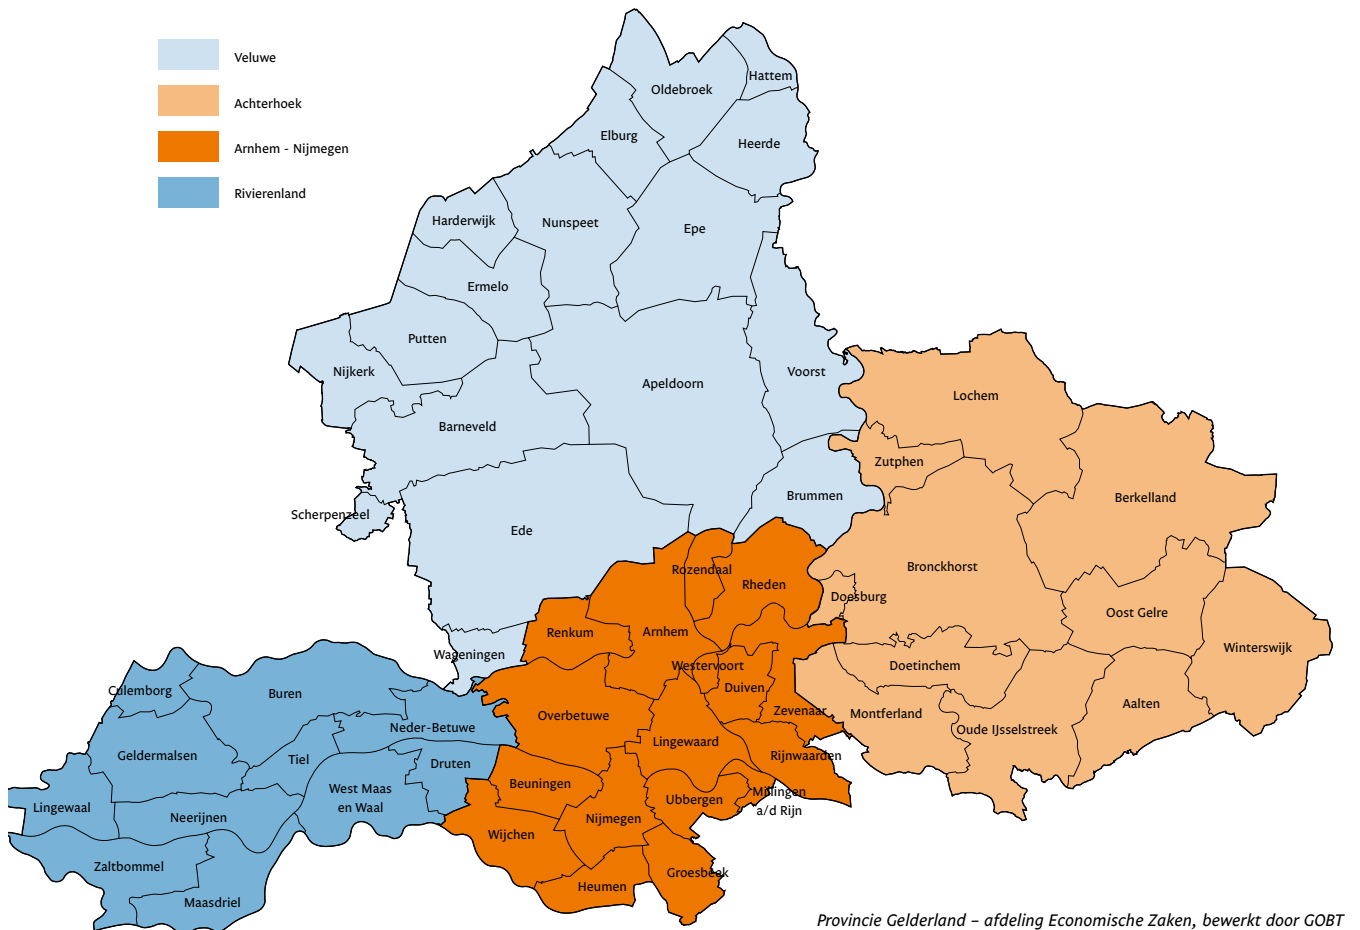 Veluwe
Achterhoek
Arnhem - Nijmegen
Rivierenland
Hattem
Oldebroek
Elburg
Heerde
Harderwijk
Nunspeet
Epe
Ermelo
Putten
Nijkerk
Voorst
Apeldoorn
Lochem
Barneveld
Zutphen
Brummen
Berkelland
Scherpenzeel
Ede
Bronckhorst
Rozendaal
Rheden
Doesburg
Oost Gelre
Renkum
Arnhem
Winterswijk
Wageningen
Westervoort
Doetinchem
Duiven
Culemborg
Buren
Aalten
Zevenaar
Montferland
Overbetuwe
Neder-Betuwe
Oude IJsselstreek
Lingewaard
Geldermalsen
Tiel
Rijnwaarden
Druten
Beuningen
West Maas
en Waal
Millingen
a/d Rijn
Ubbergen
Lingewaal
Neerijnen
Nijmegen
Wijchen
Zaltbommel
Groesbeek
Heumen
Maasdriel
Provincie Gelderland – afdeling Economische Zaken, bewerkt door GOBT